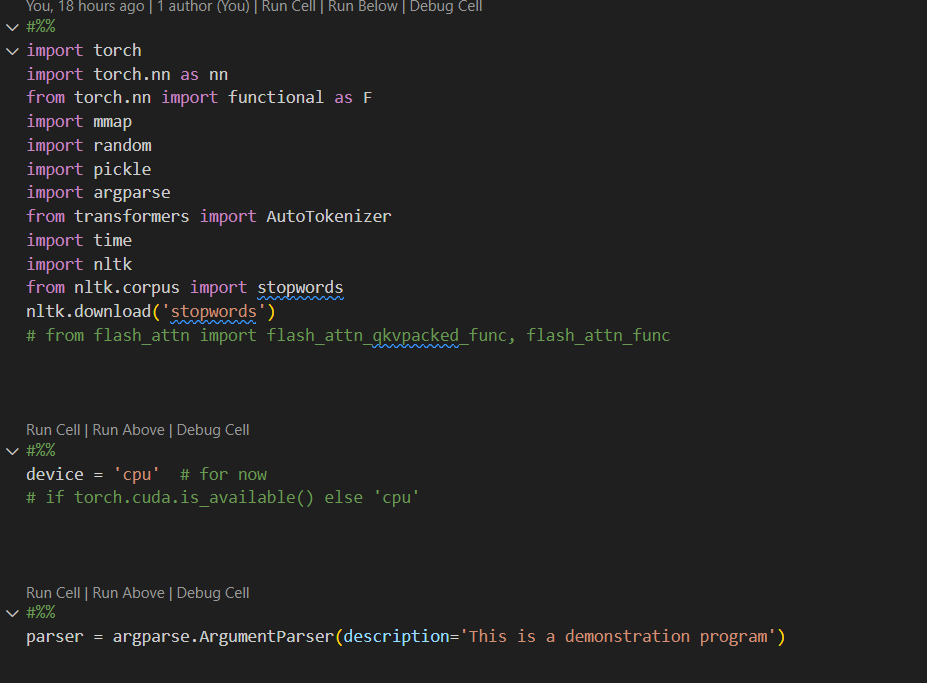 You, 18 hours ago | 1 author (You) | Run Cell | Run Below | Debug Cell
#%%
import torch
import torch.nn as nn
from torch.nn import functional as F
import mmap
import random
import pickle
import argparse
from transformers import AutoTokenizer
import time
import nltk
from nltk.corpus import stopwords
nltk.download('stopwords')
# from flash_attn import flash_attn_qkvpacked_func, flash_attn_func
Run Cell | Run Above | Debug Cell
#%%
device = 'cpu'  # for now
# if torch.cuda.is_available() else 'cpu'
Run Cell | Run Above | Debug Cell
#%%
parser = argparse.ArgumentParser(description='This is a demonstration program')